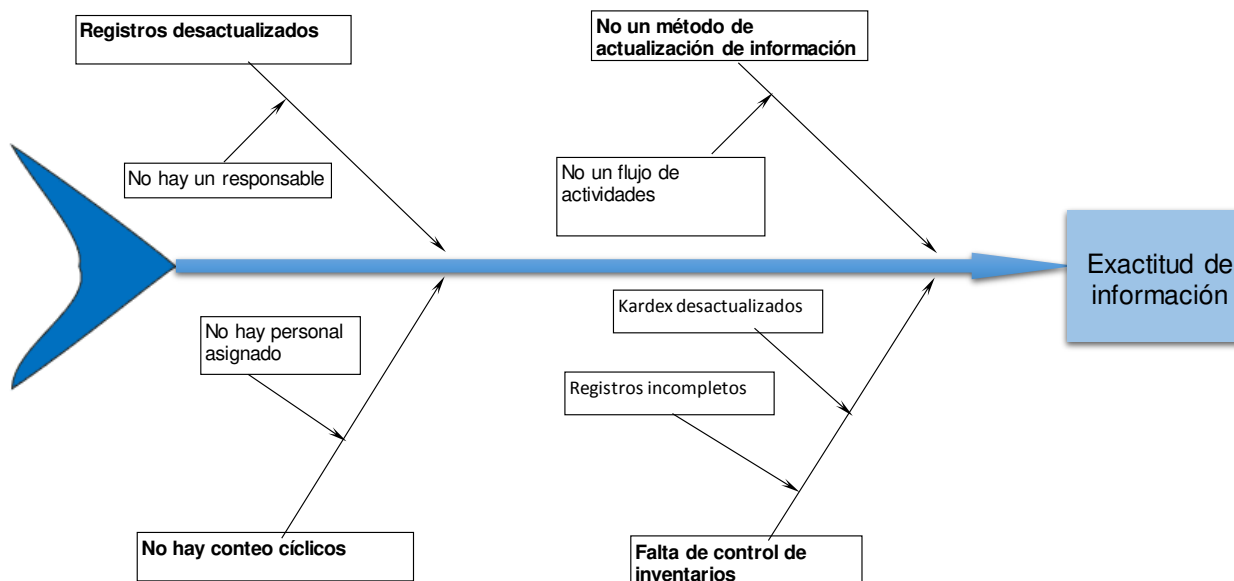 Registros desactualizados
No un método de
actualización de información
No hay un responsable
No un flujo de
actividades
Exactitud de
información
No hay personal
asignado
Kardex desactualizados
Registros incompletos
No hay conteo cíclicos
Falta de control de
inventarios